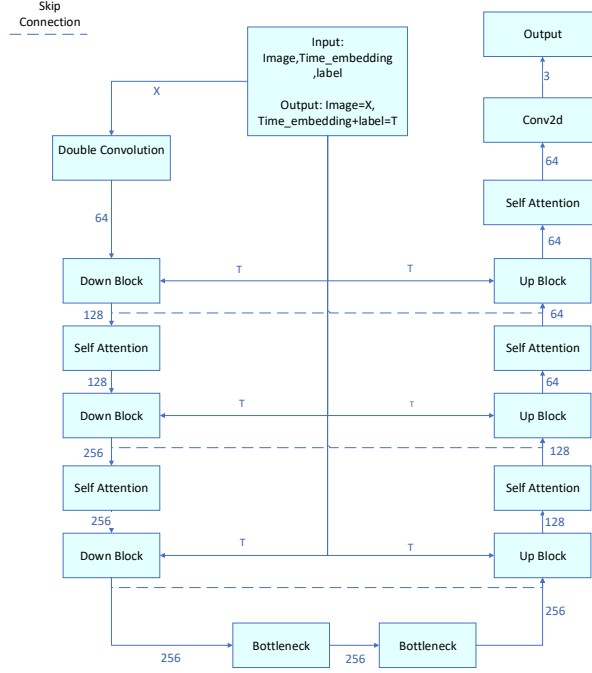 Skip
Connection
Input:
Image,Time_embedding
,label
Output: Image=X,
Time_embedding+label=T
Output
3
X
Conv2d
Double Convolution
64
Self Attention
64
64
T
T
Down Block
Up Block
128
64
Self Attention
Self Attention
128
64
T
T
Down Block
Up Block
256
128
Self Attention
Self Attention
256
128
T
T
Down Block
Up Block
256
Bottleneck
Bottleneck
256
256